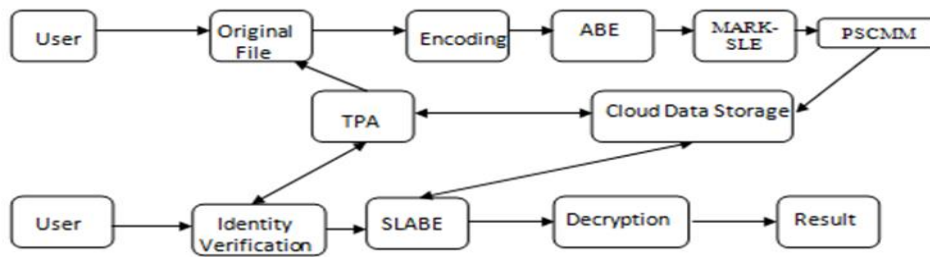 User
Original
File
Encoding
ABE
MARK-
SLE
PSCMM
TPA
Cloud Data Storage
User
Identity
Verification
SLABE
Decryption
Result